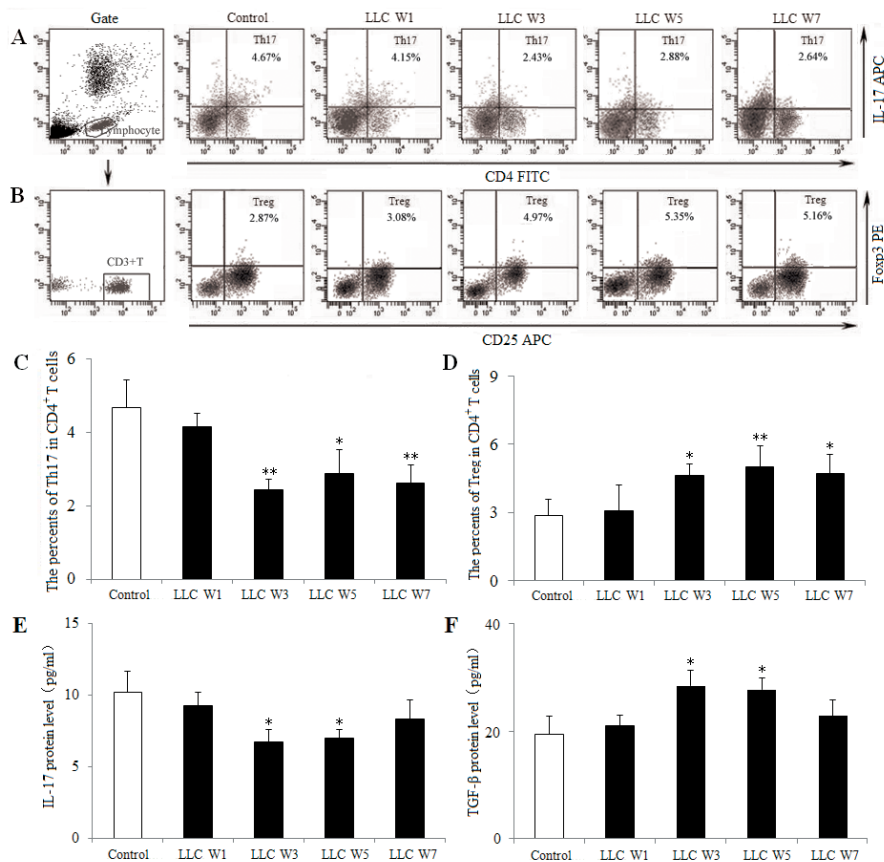 Gate Control LLC W1 LLC W3 LLC W5 LLC W7
A
Th17 Th17 Th17 Th17 Th17
4.67% 4.15% 2.43% 2.88% 2.64%
Lymphocyte
IL-17 APC
CD4 FITC
B
Treg Treg Treg Treg Treg
2.87% 3.08% 4.97% 5.35% 5.16%
CD3+T
Foxp3 PE
CD25 APC
C
The percents of Th17 in CD4+ T cells
6
4
2
0
** * **
Control LLC W1 LLC W3 LLC W5 LLC W7
D
The percents of Treg in CD4+ T cells
9
6
3
0
* ** *
Control LLC W1 LLC W3 LLC W5 LLC W7
E
IL-17 protein level (pg/ml)
15
10
5
0
* *
Control LLC W1 LLC W3 LLC W5 LLC W7
F
TGF-β protein level (pg/ml)
40
20
0
* *
Control LLC W1 LLC W3 LLC W5 LLC W7